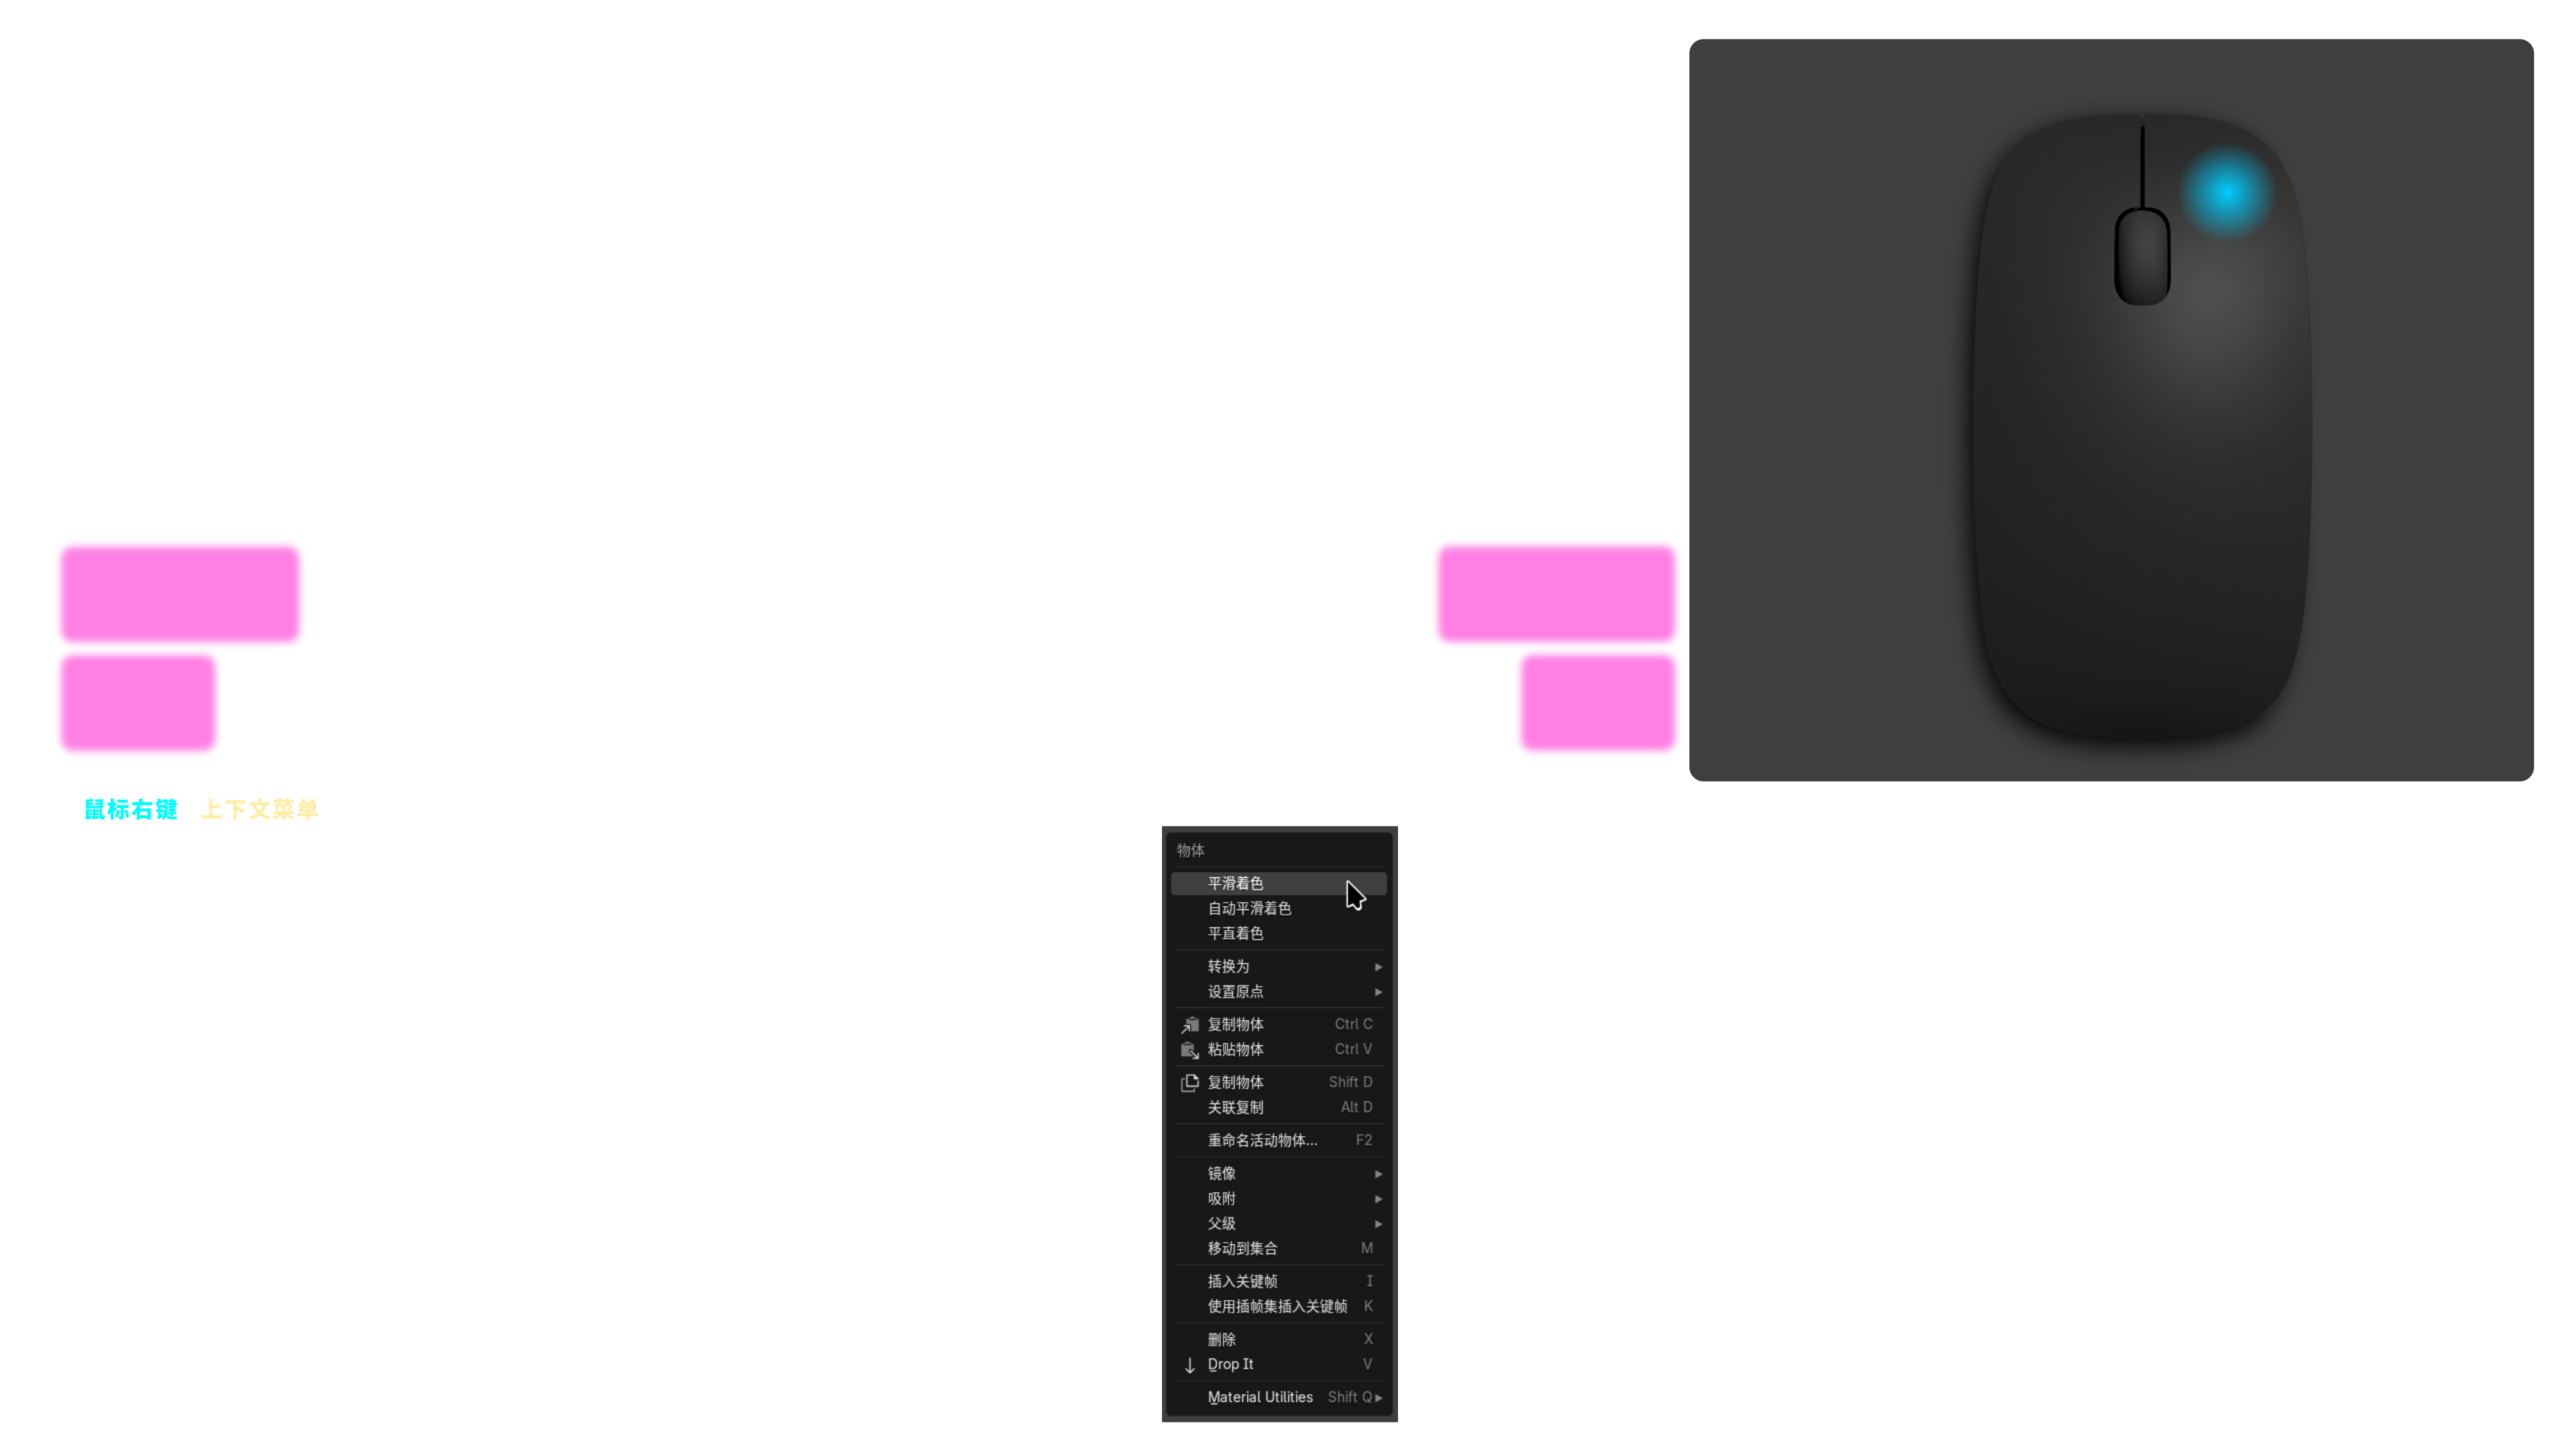 鼠标右键 上下文菜单
物体
平滑着色
自动平滑着色
平直着色
转换为
设置原点
复制物体 Ctrl C
粘贴物体 Ctrl V
复制物体 Shift D
关联复制 Alt D
重命名活动物体... F2
镜像
吸附
父级
移动到集合 M
插入关键帧 I
使用插帧集插入关键帧 K
删除 X
Drop It V
Material Utilities Shift Q